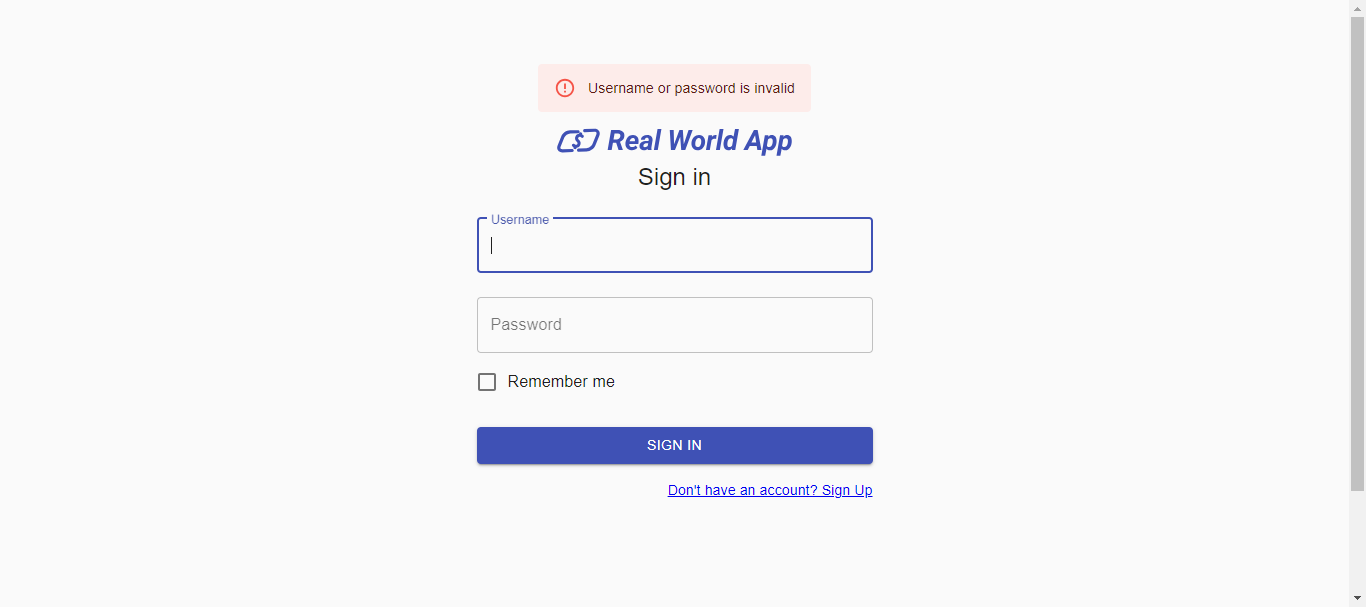 Username or password is invalid
Real World App
Sign in
Username
Password
Remember me
SIGN IN
Don't have an account? Sign Up